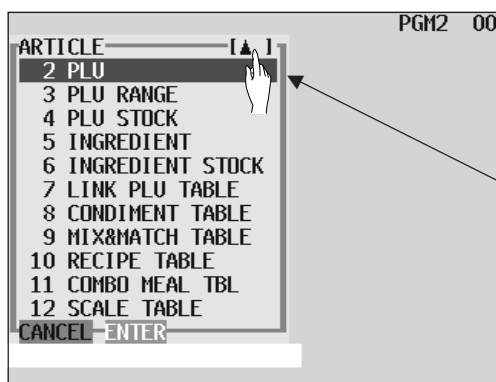 PGM2 00
ARTICLE [▲ ]
2 PLU
3 PLU RANGE
4 PLU STOCK
5 INGREDIENT
6 INGREDIENT STOCK
7 LINK PLU TABLE
8 CONDIMENT TABLE
9 MIX&MATCH TABLE
10 RECIPE TABLE
11 COMBO MEAL TBL
12 SCALE TABLE
CANCEL ENTER